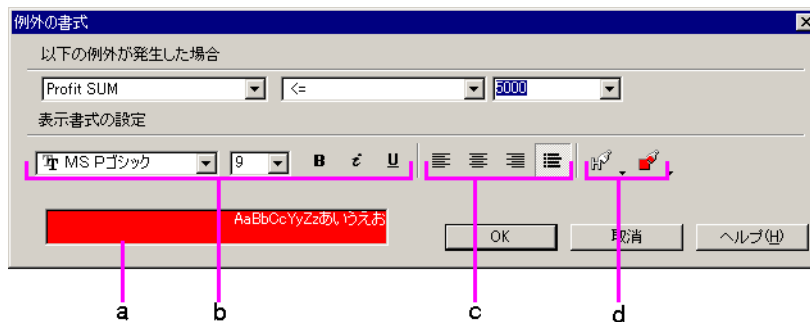 例外の書式
以下の例外が発生した場合
Profit SUM <= 5000
表示書式の設定
MS Pゴシック 9 B i U
AaBbCcYyZzあいうえお
OK 取消 ヘルプ(H)
a b c d